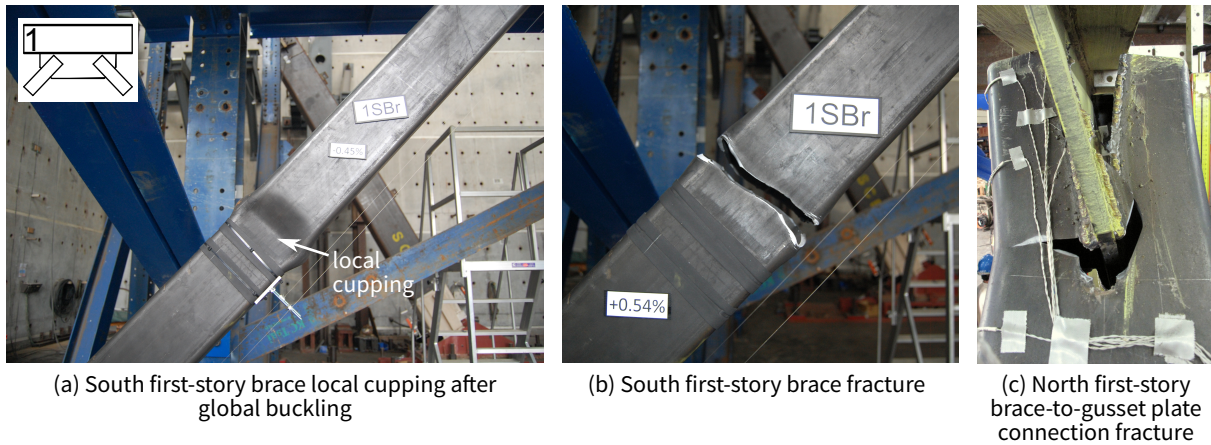 1
1SBr
-0.45%
local
cupping
1SBr
+0.54%
(a) South first-story brace local cupping after
global buckling
(b) South first-story brace fracture
(c) North first-story
brace-to-gusset plate
connection fracture